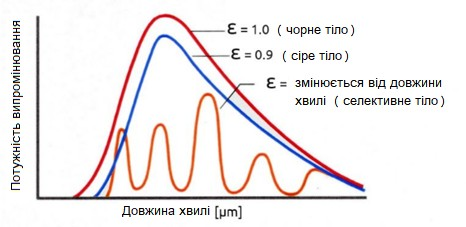 Потужність випромінювання
ε = 1.0 ( чорне тіло )
ε = 0.9 ( сіре тіло )
ε = змінюється від довжини
хвилі ( селективне тіло )
Довжина хвилі [μm]